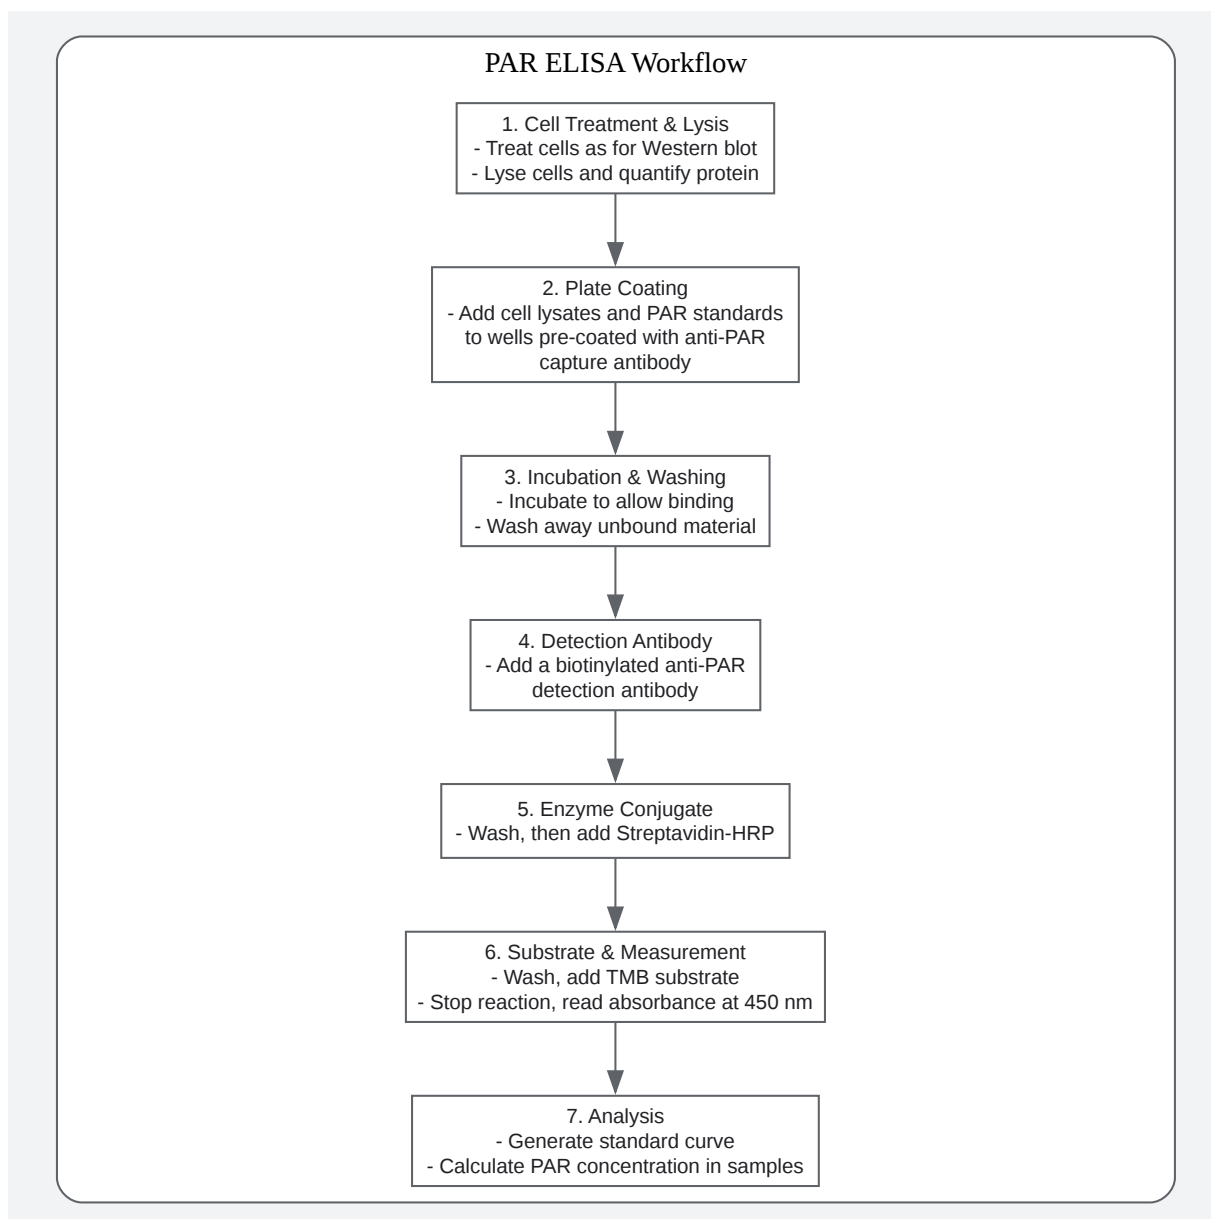 PAR ELISA Workflow
1. Cell Treatment & Lysis
- Treat cells as for Western blot
- Lyse cells and quantify protein
2. Plate Coating
- Add cell lysates and PAR standards
to wells pre-coated with anti-PAR
capture antibody
3. Incubation & Washing
- Incubate to allow binding
- Wash away unbound material
4. Detection Antibody
- Add a biotinylated anti-PAR
detection antibody
5. Enzyme Conjugate
- Wash, then add Streptavidin-HRP
6. Substrate & Measurement
- Wash, add TMB substrate
- Stop reaction, read absorbance at 450 nm
7. Analysis
- Generate standard curve
- Calculate PAR concentration in samples